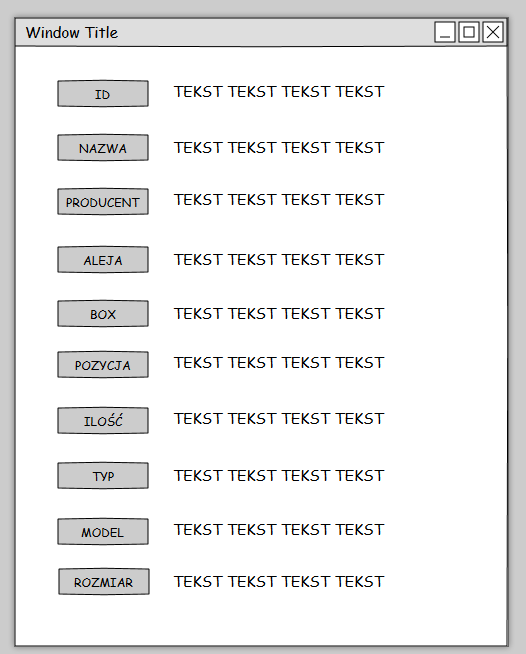 Window Title
ID TEKST TEKST TEKST TEKST
NAZWA TEKST TEKST TEKST TEKST
PRODUCENT TEKST TEKST TEKST TEKST
ALEJA TEKST TEKST TEKST TEKST
BOX TEKST TEKST TEKST TEKST
POZYCJA TEKST TEKST TEKST TEKST
ILOŚĆ TEKST TEKST TEKST TEKST
TYP TEKST TEKST TEKST TEKST
MODEL TEKST TEKST TEKST TEKST
ROZMIAR TEKST TEKST TEKST TEKST